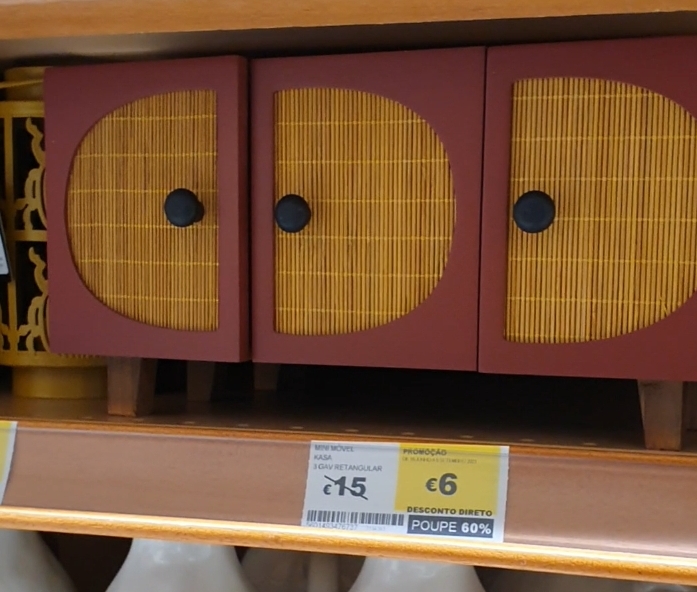 MINI MÓVEL
KASA
3 GAV RETANGULAR
€15
PROMOÇÃO
€6
DESCONTO DIRETO
POUPE 60%